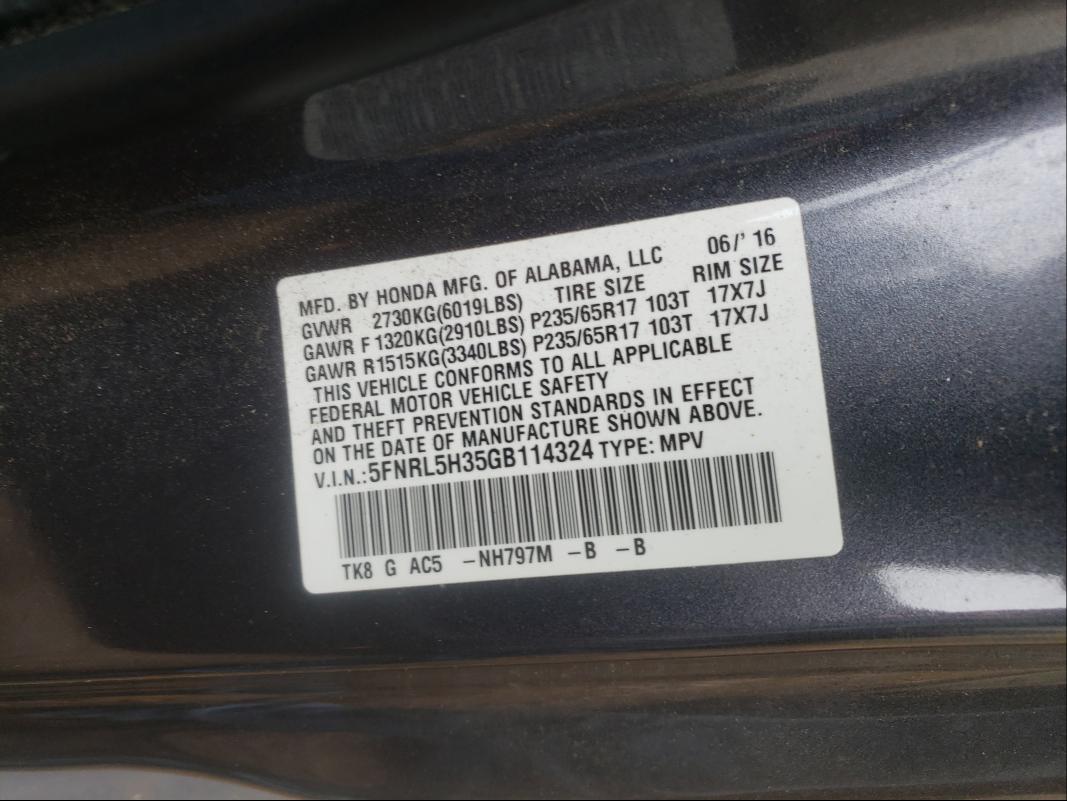 MFD. BY HONDA MFG. OF ALABAMA, LLC 06/' 16
GVWR 2730KG(6019LBS) TIRE SIZE RIM SIZE
GAWR F 1320KG(2910LBS) P235/65R17 103T 17X7J
GAWR R1515KG(3340LBS) P235/65R17 103T 17X7J
THIS VEHICLE CONFORMS TO ALL APPLICABLE
FEDERAL MOTOR VEHICLE SAFETY
AND THEFT PREVENTION STANDARDS IN EFFECT
ON THE DATE OF MANUFACTURE SHOWN ABOVE.
V.I.N.:5FNRL5H35GB114324 TYPE: MPV
TK8 G AC5 -NH797M -B -B